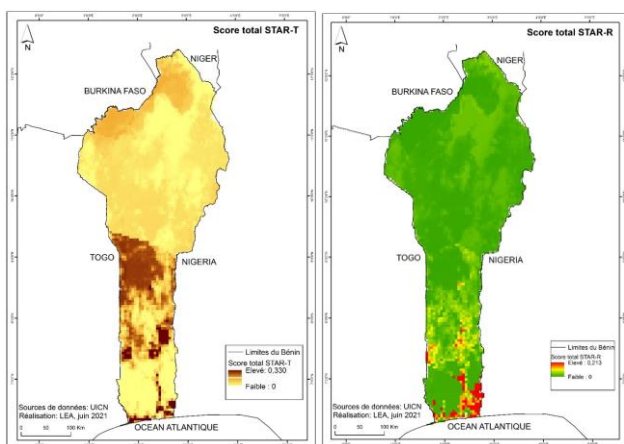 Score total STAR-T
N
NIGER
BURKINA FASO
TOGO
NIGERIA
Limites du Bénin
Score total STAR-T
Elevé: 0,330
Faible : 0
Sources de données: UICN
Réalisation: LEA, juin 2021
0 50 100 Km
OCEAN ATLANTIQUE
Score total STAR-R
N
NIGER
BURKINA FASO
TOGO
NIGERIA
Limites du Bénin
Score total STAR-R
Elevé : 0,213
Faible : 0
Sources de données: UICN
Réalisation: LEA, juin 2021
0 50 100 Km
OCEAN ATLANTIQUE